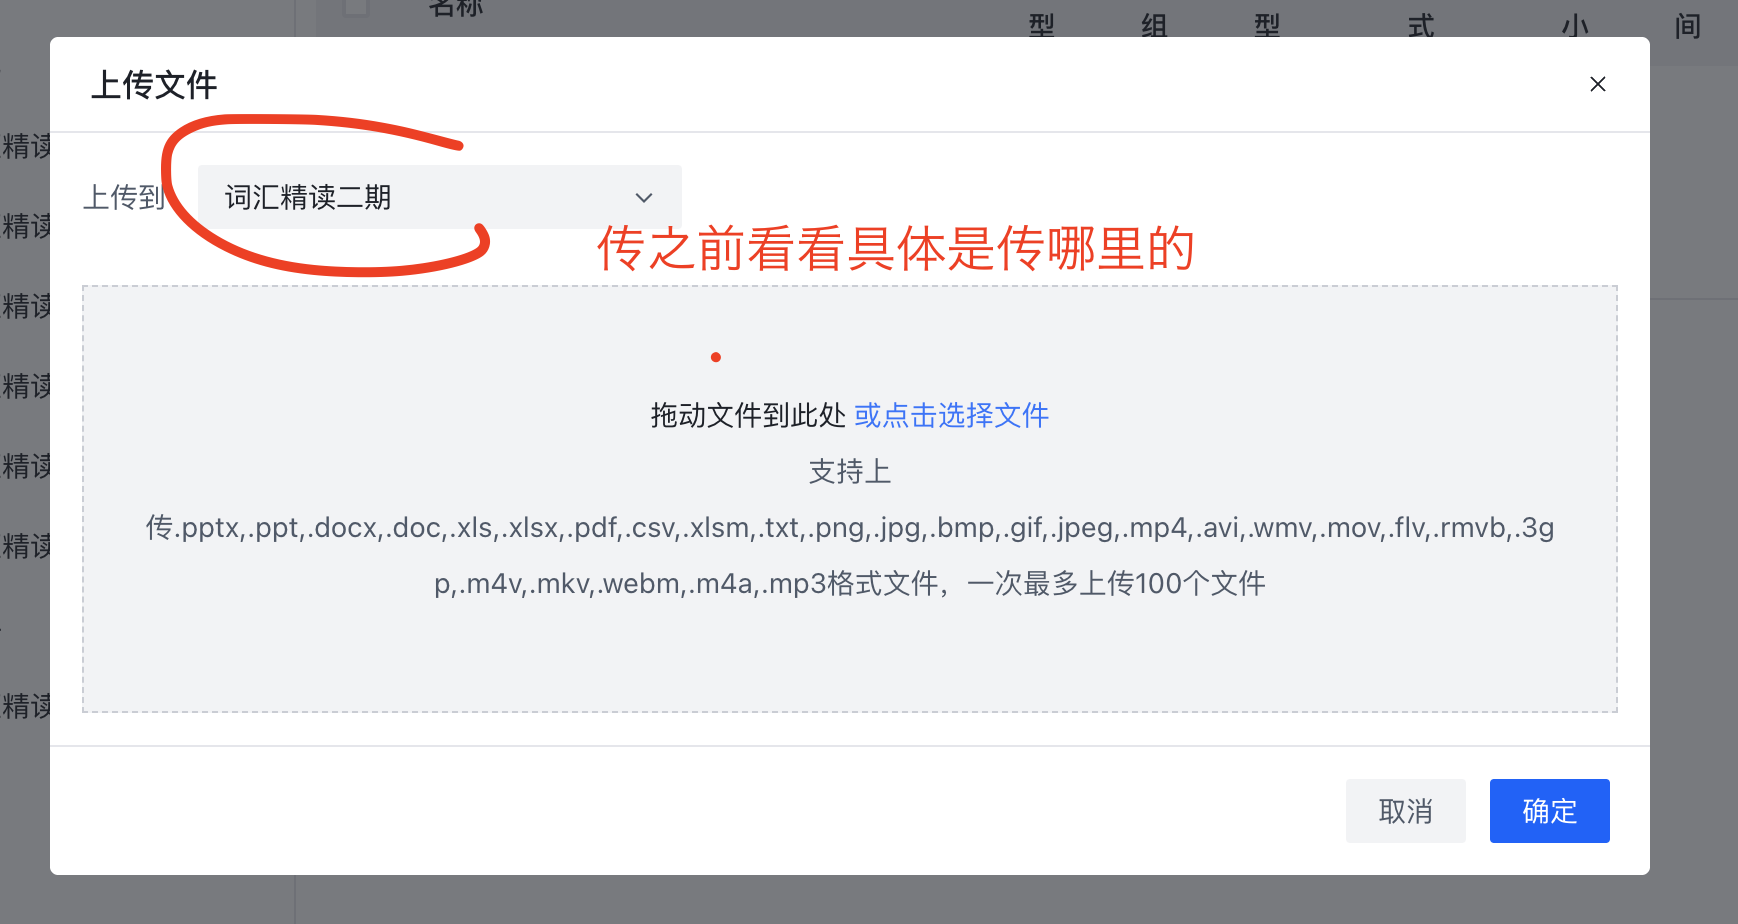 名称
型 组 型 式 小 间
上传文件
上传到
词汇精读二期
传之前看看具体是传哪里的
拖动文件到此处 或点击选择文件
支持上
传.pptx,.ppt,.docx,.doc,.xls,.xlsx,.pdf,.csv,.xlsm,.txt,.png,.jpg,.bmp,.gif,.jpeg,.mp4,.avi,.wmv,.mov,.flv,.rmvb,.3g
p,.m4v,.mkv,.webm,.m4a,.mp3格式文件，一次最多上传100个文件
取消
确定
精读
精读
精读
精读
精读
精读
精读